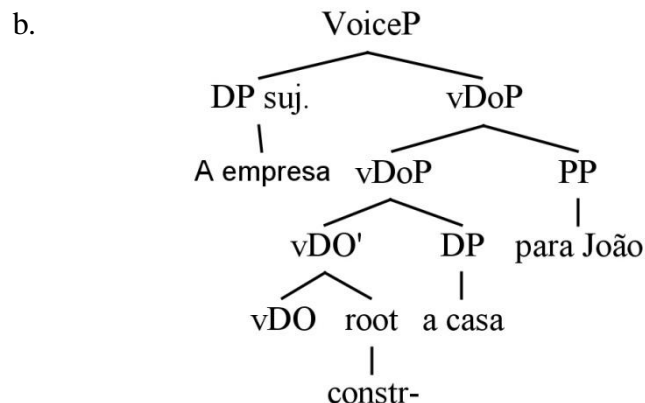 b. VoiceP
DP suj. vDoP
A empresa vDoP PP
vDO' DP para João
vDO root a casa
constr-